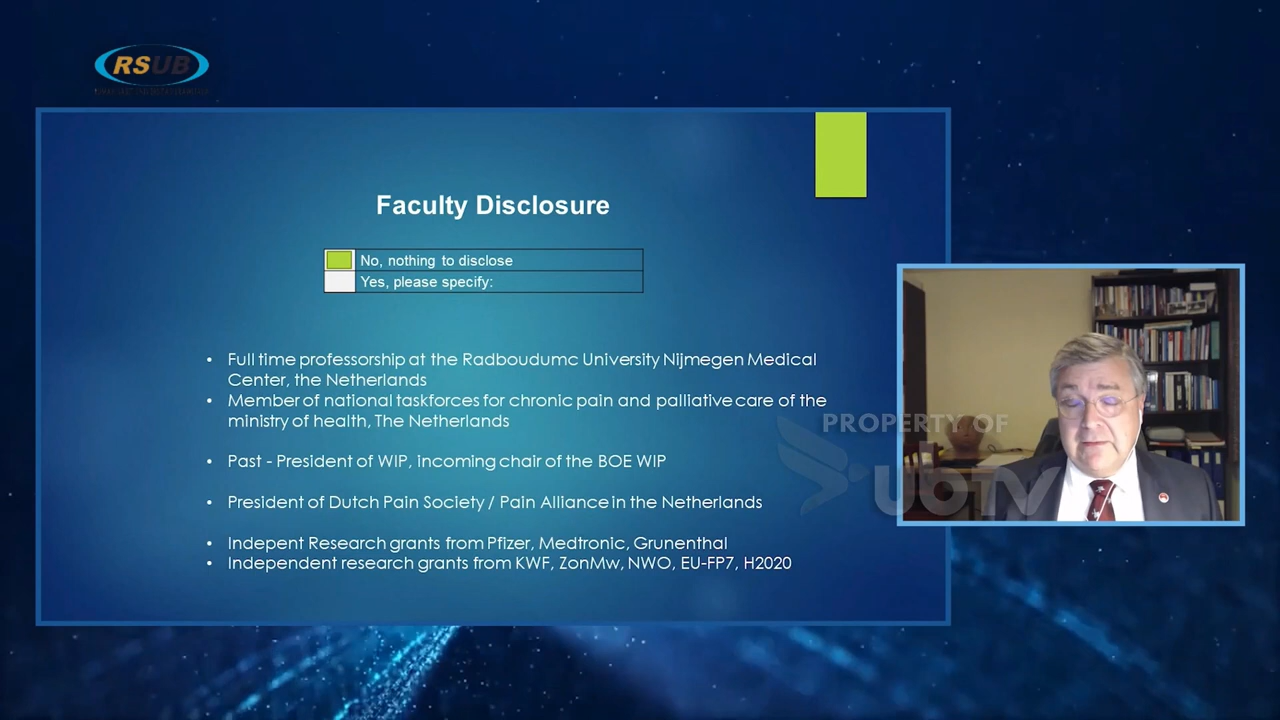 RSUB
Faculty Disclosure
No, nothing to disclose
Yes, please specify:
• Full time professorship at the Radboudumc University Nijmegen Medical
Center, the Netherlands
• Member of national taskforces for chronic pain and palliative care of the
ministry of health, The Netherlands
• Past - President of WIP, incoming chair of the BOE WIP
• President of Dutch Pain Society / Pain Alliance in the Netherlands
• Indepent Research grants from Pfizer, Medtronic, Grunenthal
• Independent research grants from KWF, ZonMw, NWO, EU-FP7, H2020
PROPERTY OF
UBTV